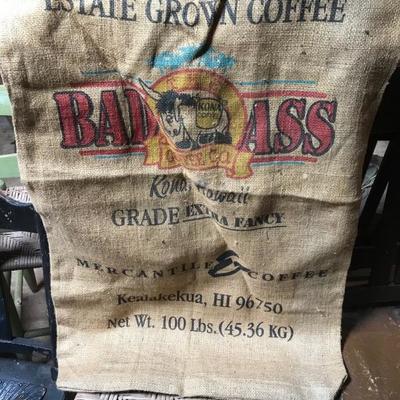 ESTATE GROWN COFFEE
BAD ASS
KONA
COFFEE
Kona, Hawaii
GRADE EXTRA FANCY
MERCANTILE & COFFEE
Kealakekua, HI 96750
Net Wt. 100 Lbs. (45.36 KG)